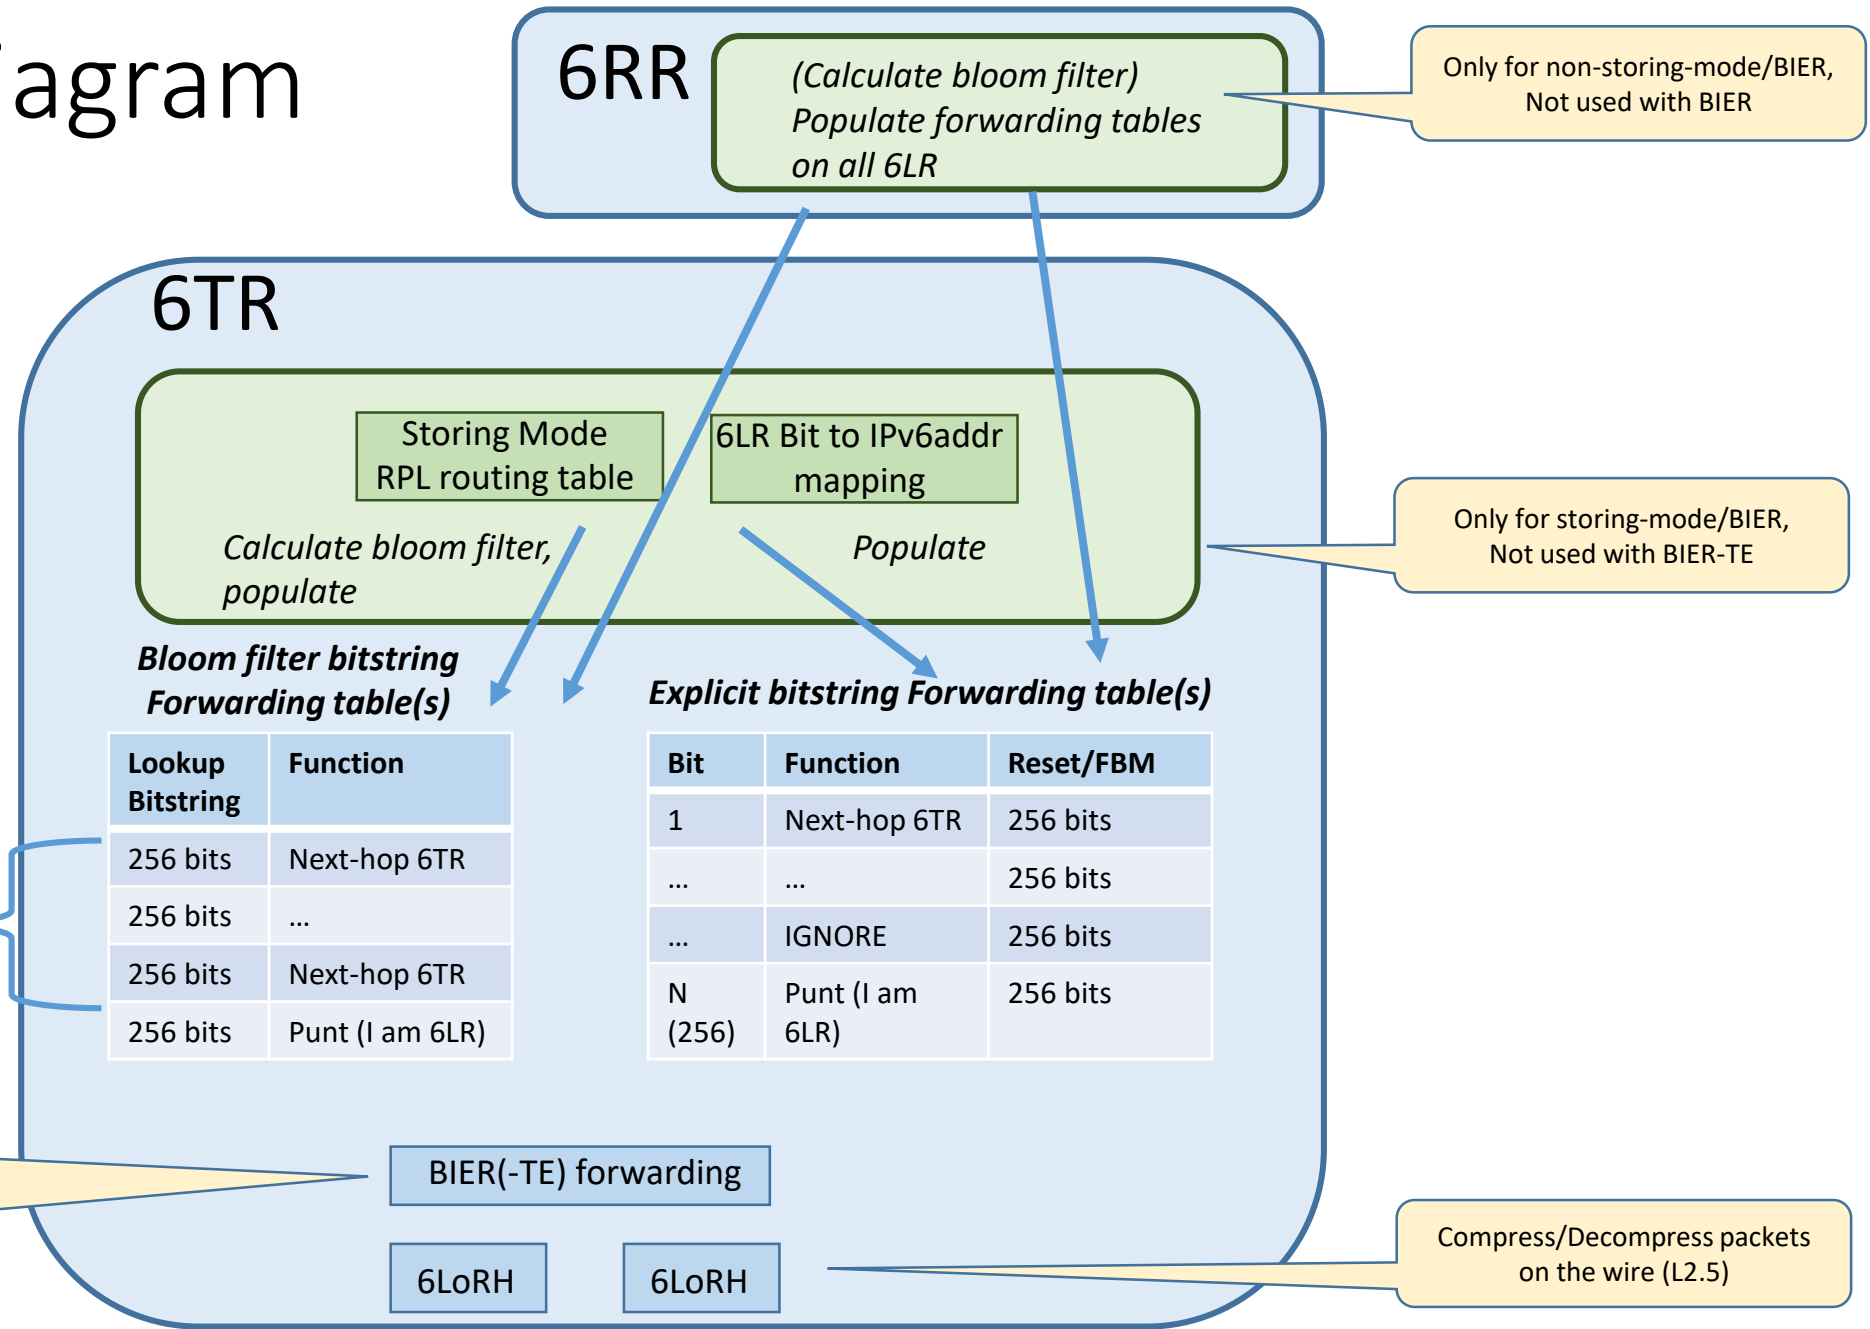 iagram
6RR
(Calculate bloom filter)
Populate forwarding tables
on all 6LR
Only for non-storing-mode/BIER,
Not used with BIER
6TR
Storing Mode
RPL routing table
6LR Bit to IPv6addr
mapping
Calculate bloom filter,
populate
Populate
Only for storing-mode/BIER,
Not used with BIER-TE
Bloom filter bitstring
Forwarding table(s)
Lookup Bitstring Function
256 bits Next-hop 6TR
256 bits ...
256 bits Next-hop 6TR
256 bits Punt (I am 6LR)
Explicit bitstring Forwarding table(s)
Bit Function Reset/FBM
1 Next-hop 6TR 256 bits
... ... 256 bits
... IGNORE 256 bits
N (256) Punt (I am 6LR) 256 bits
BIER(-TE) forwarding
6LoRH
6LoRH
Compress/Decompress packets
on the wire (L2.5)